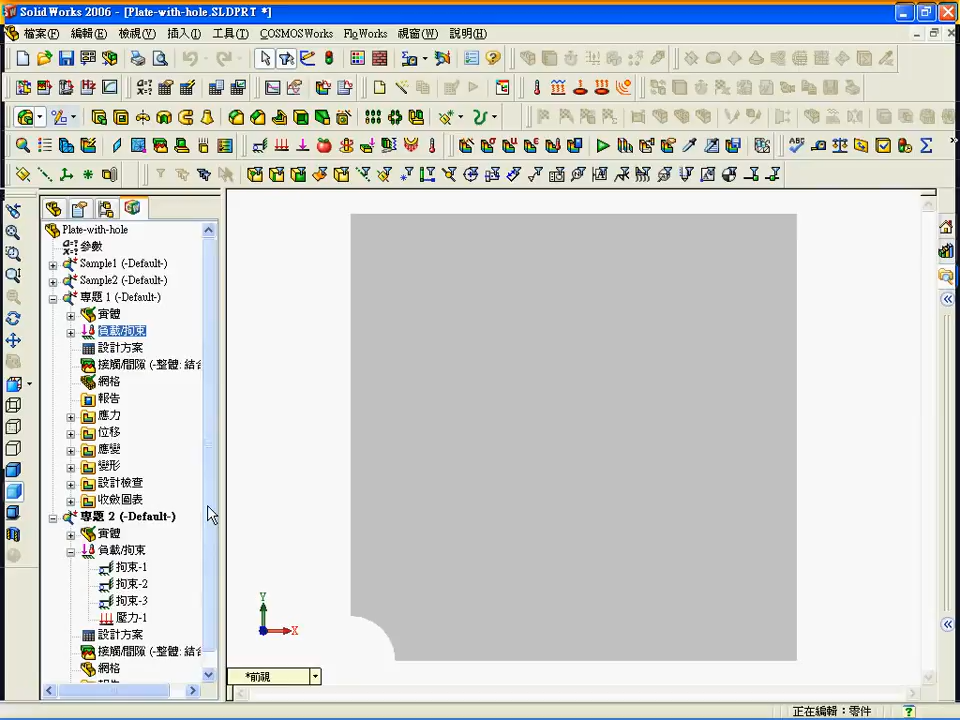 SolidWorks 2006 - [Plate-with-hole.SLDPRT *]
檔案(F) 編輯(E) 檢視(V) 插入(I) 工具(T) COSMOSWorks FloWorks 視窗(W) 說明(H)
Plate-with-hole
參數
Sample1 (-Default-)
Sample2 (-Default-)
專題 1 (-Default-)
實體
負載/拘束
設計方案
接觸/間隙 (-整體: 結合
網格
報告
應力
位移
應變
變形
設計檢查
收斂圖表
專題 2 (-Default-)
實體
負載/拘束
拘束-1
拘束-2
拘束-3
壓力-1
設計方案
接觸/間隙 (-整體: 結合
網格
Y
X
*前視
正在編輯：零件